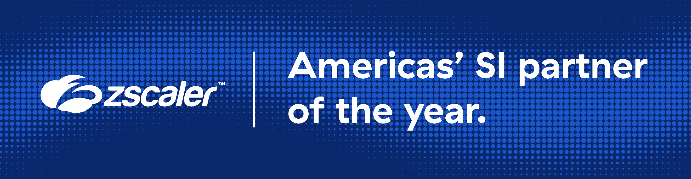 zscaler™
Americas’ SI partner
of the year.